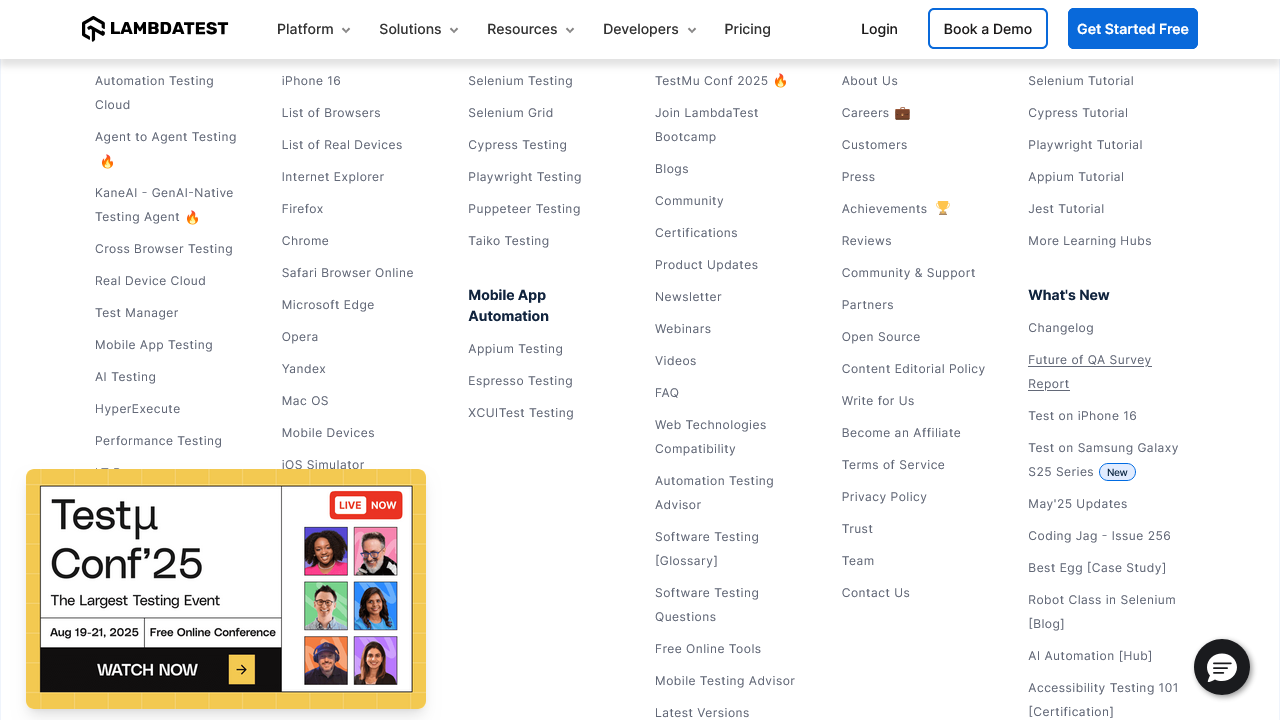 LAMBDATEST
Platform
Solutions
Resources
Developers
Pricing
Login
Book a Demo
Get Started Free
Automation Testing
Cloud
Agent to Agent Testing
🔥
KaneAI - GenAI-Native
Testing Agent 🔥
Cross Browser Testing
Real Device Cloud
Test Manager
Mobile App Testing
AI Testing
HyperExecute
Performance Testing
iPhone 16
List of Browsers
List of Real Devices
Internet Explorer
Firefox
Chrome
Safari Browser Online
Microsoft Edge
Opera
Yandex
Mac OS
Mobile Devices
iOS Simulator
Selenium Testing
Selenium Grid
Cypress Testing
Playwright Testing
Puppeteer Testing
Taiko Testing
Mobile App
Automation
Appium Testing
Espresso Testing
XCUITest Testing
TestMu Conf 2025 🔥
Join LambdaTest
Bootcamp
Blogs
Community
Certifications
Product Updates
Newsletter
Webinars
Videos
FAQ
Web Technologies
Compatibility
Automation Testing
Advisor
Software Testing
[Glossary]
Software Testing
Questions
Free Online Tools
Mobile Testing Advisor
Latest Versions
About Us
Careers 💼
Customers
Press
Achievements 🏆
Reviews
Community & Support
Partners
Open Source
Content Editorial Policy
Write for Us
Become an Affiliate
Terms of Service
Privacy Policy
Trust
Team
Contact Us
Selenium Tutorial
Cypress Tutorial
Playwright Tutorial
Appium Tutorial
Jest Tutorial
More Learning Hubs
What's New
Changelog
Future of QA Survey
Report
Test on iPhone 16
Test on Samsung Galaxy
S25 Series New
May'25 Updates
Coding Jag - Issue 256
Best Egg [Case Study]
Robot Class in Selenium
[Blog]
AI Automation [Hub]
Accessibility Testing 101
[Certification]
Testμ
Conf'25
The Largest Testing Event
Aug 19-21, 2025
Free Online Conference
WATCH NOW
LIVE NOW